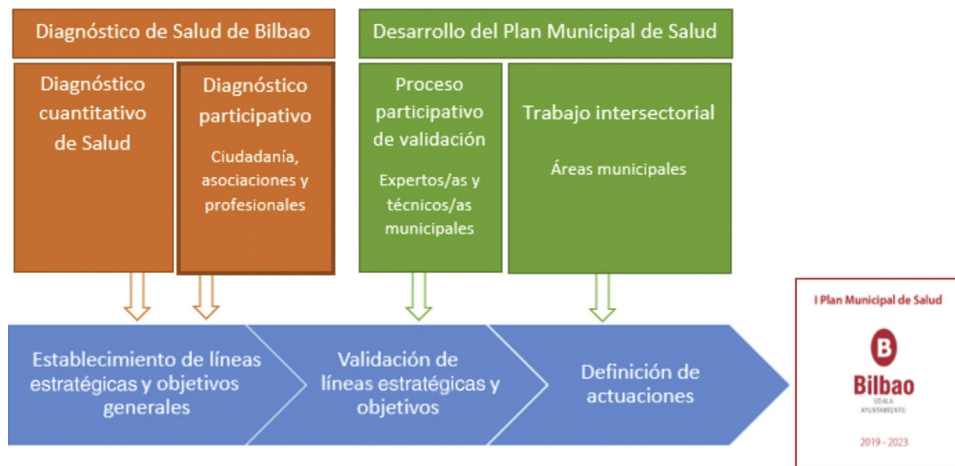 Diagnóstico de Salud de Bilbao
Desarrollo del Plan Municipal de Salud
Diagnóstico
cuantitativo
de Salud
Diagnóstico
participativo
Ciudadanía,
asociaciones y
profesionales
Proceso
participativo
de validación
Expertos/as y
técnicos/as
municipales
Trabajo intersectorial
Áreas municipales
Establecimiento de líneas
estratégicas y objetivos
generales
Validación de
líneas estratégicas y
objetivos
Definición de
actuaciones
I Plan Municipal de Salud
B
Bilbao
UDALA
AYUNTAMIENTO
2019 - 2023